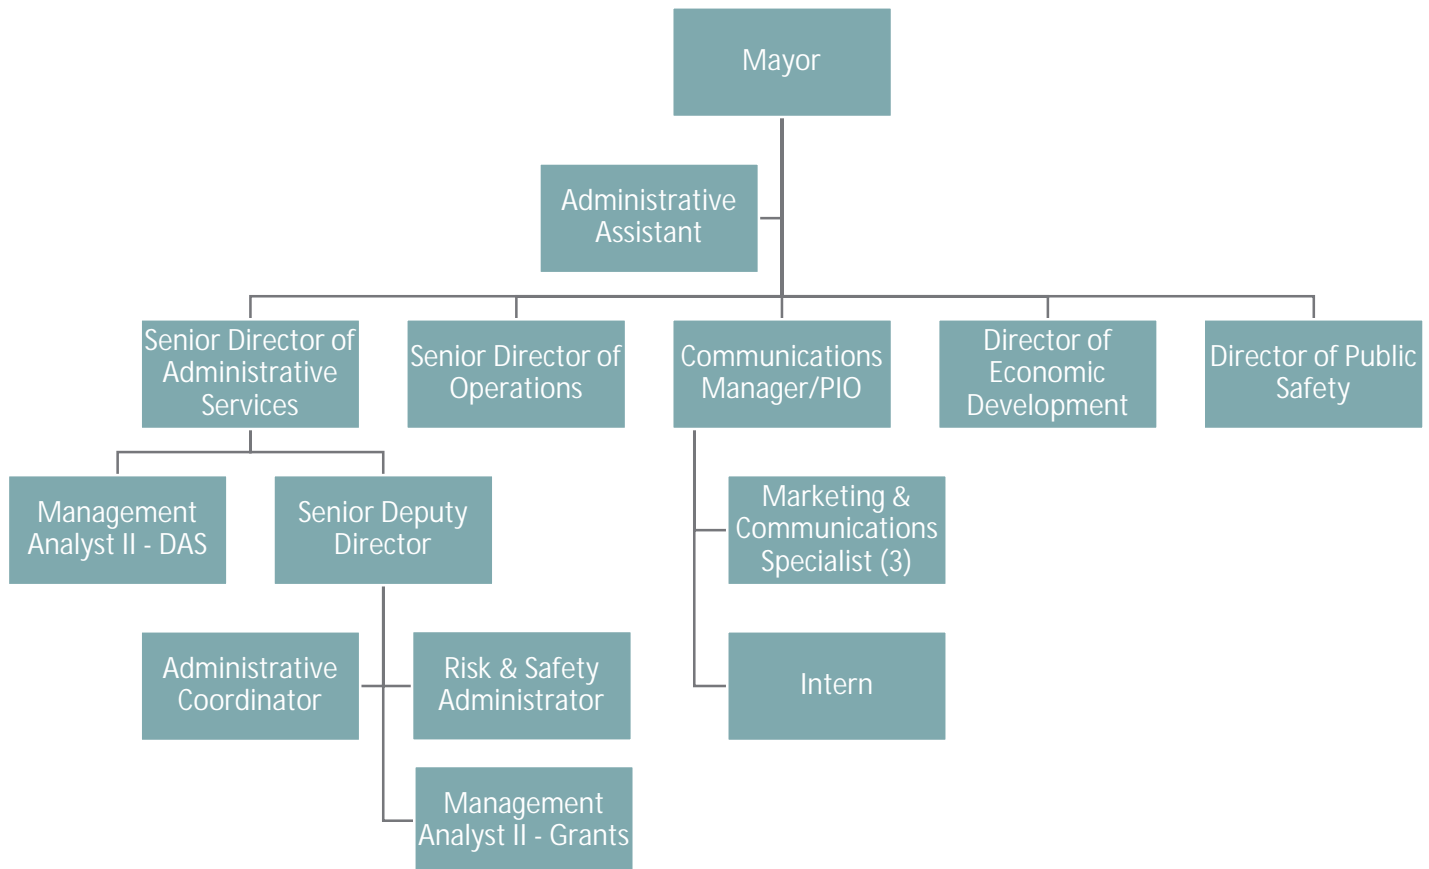 Mayor
Administrative
Assistant
Senior Director of
Administrative
Services
Senior Director of
Operations
Communications
Manager/PIO
Director of
Economic
Development
Director of Public
Safety
Management
Analyst II - DAS
Senior Deputy
Director
Marketing &
Communications
Specialist (3)
Administrative
Coordinator
Risk & Safety
Administrator
Intern
Management
Analyst II - Grants